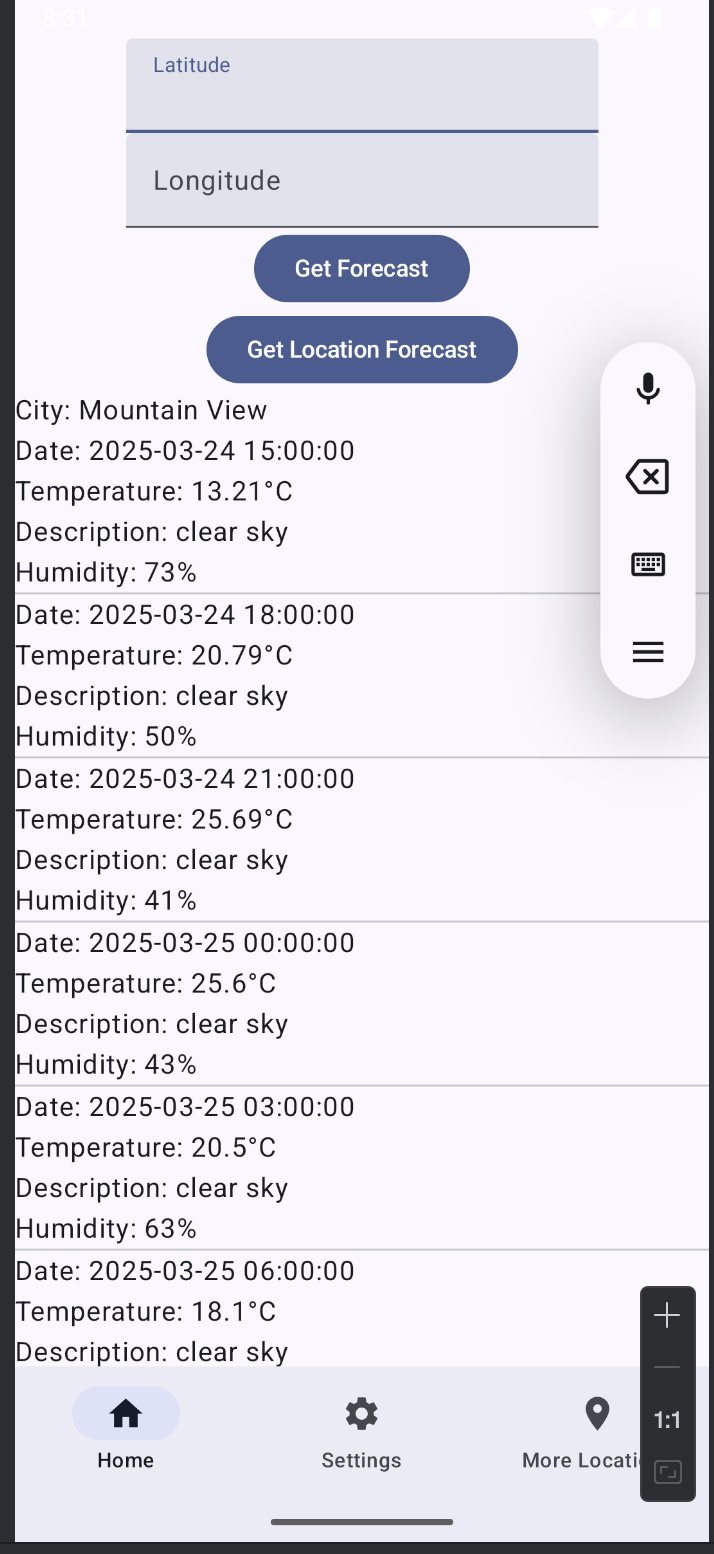 8:31
Latitude
Longitude
Get Forecast
Get Location Forecast
City: Mountain View
Date: 2025-03-24 15:00:00
Temperature: 13.21°C
Description: clear sky
Humidity: 73%
Date: 2025-03-24 18:00:00
Temperature: 20.79°C
Description: clear sky
Humidity: 50%
Date: 2025-03-24 21:00:00
Temperature: 25.69°C
Description: clear sky
Humidity: 41%
Date: 2025-03-25 00:00:00
Temperature: 25.6°C
Description: clear sky
Humidity: 43%
Date: 2025-03-25 03:00:00
Temperature: 20.5°C
Description: clear sky
Humidity: 63%
Date: 2025-03-25 06:00:00
Temperature: 18.1°C
Description: clear sky
1:1
Home Settings More Locati